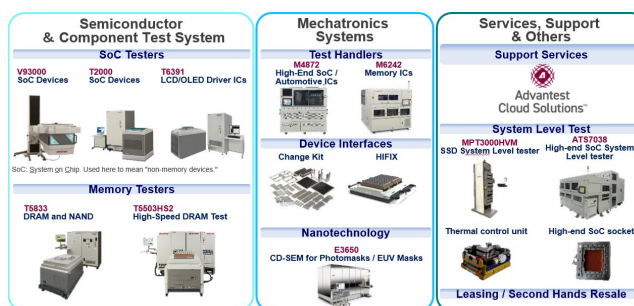 Semiconductor
& Component Test System
SoC Testers
V93000
SoC Devices
T2000
SoC Devices
T6391
LCD/OLED Driver ICs
SoC: System on Chip. Used here to mean "non-memory devices."
Memory Testers
T5833
DRAM and NAND
T5503HS2
High-Speed DRAM Test
Mechatronics
Systems
Test Handlers
M4872
High-End SoC /
Automotive ICs
M6242
Memory ICs
Device Interfaces
Change Kit
HIFIX
Nanotechnology
E3650
CD-SEM for Photomasks / EUV Masks
Services, Support
& Others
Support Services
Advantest
Cloud Solutions™
System Level Test
MPT3000HVM
SSD System Level tester
ATS7038
High-end SoC System
Level tester
Thermal control unit
High-end SoC socket
Leasing / Second Hands Resale